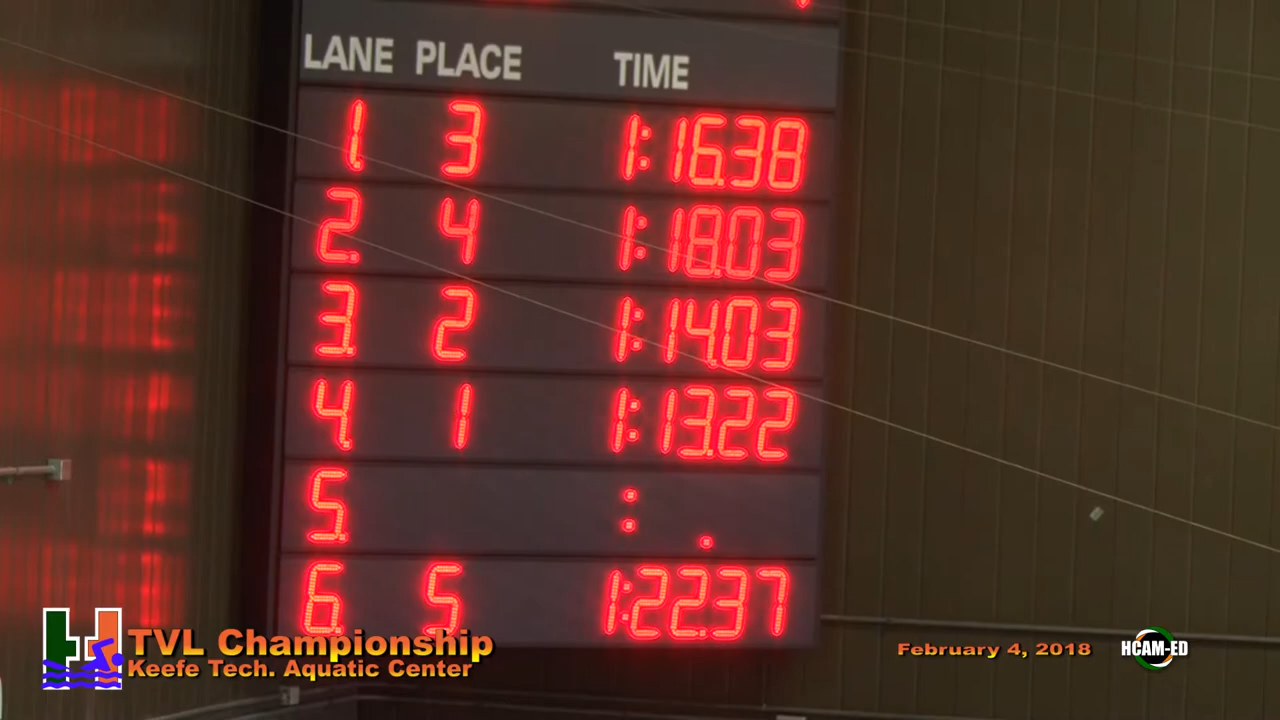 LANE PLACE TIME
1 3 1:16.38
2 4 1:18.03
3 2 1:14.03
4 1 1:13.22
5 : .
6 5 1:22.37
TVL Championship
Keefe Tech. Aquatic Center
February 4, 2018
HCAM-ED